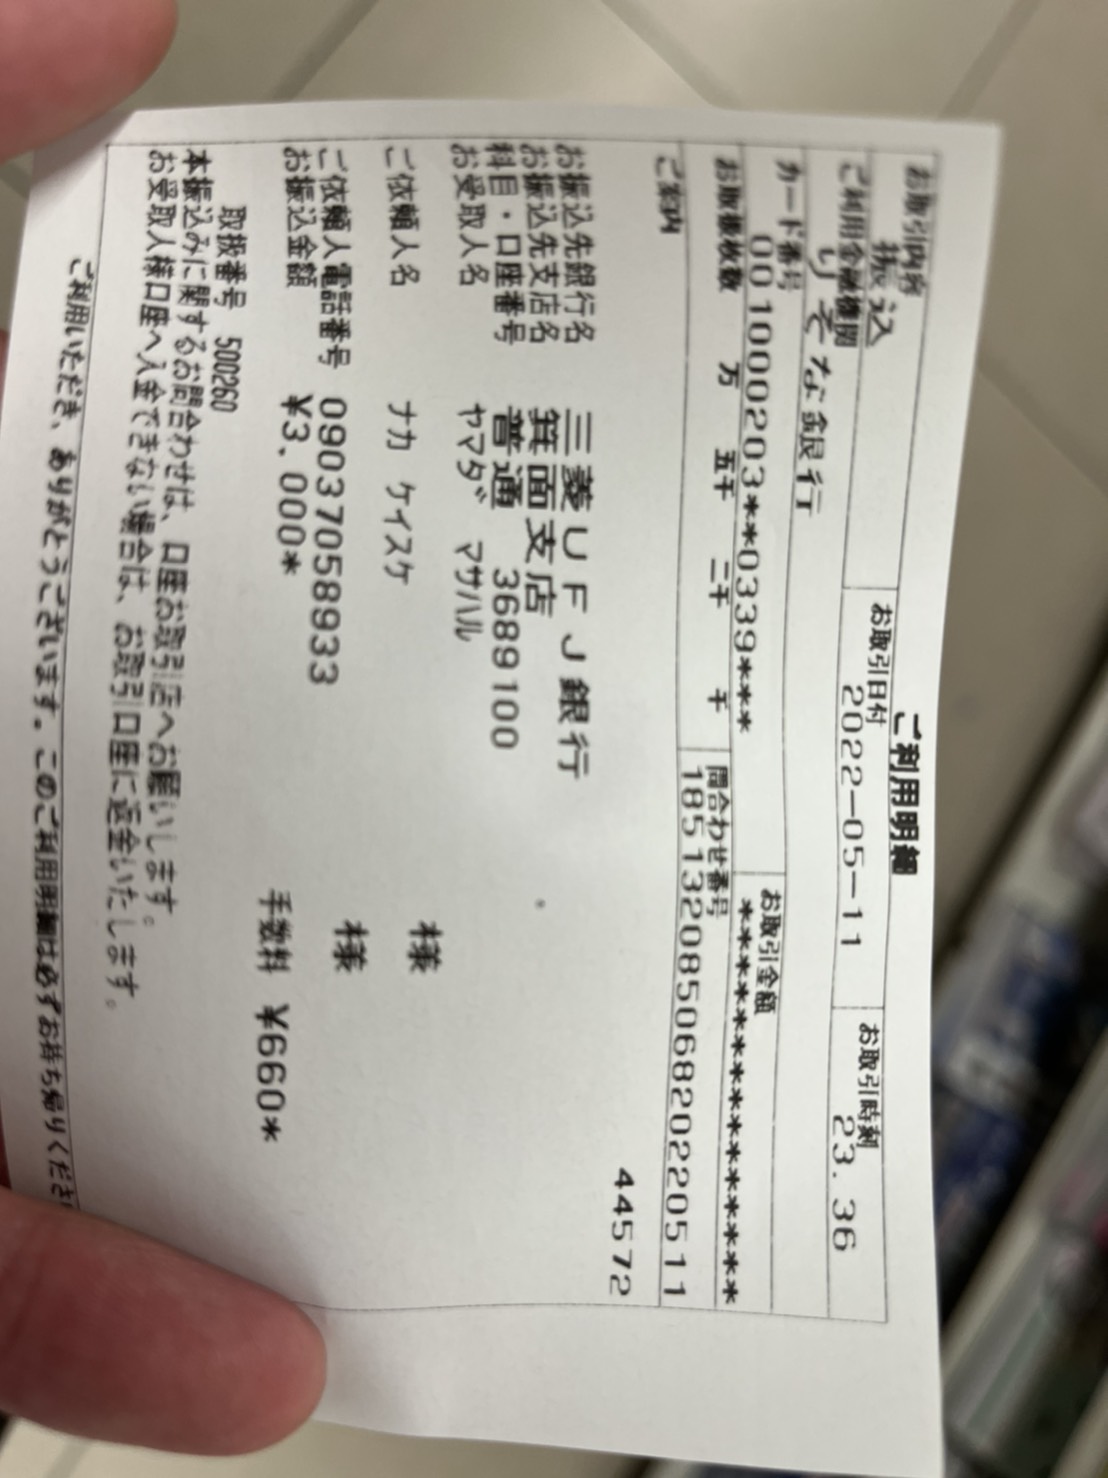 ご利用明細
お取引内容 お取引日付 お取引時刻
振込 2022-05-11 23.36
ご利用金融機関
りそな銀行
カード番号 お取引金額
001000203**0339*** ****************
お取扱枚数 万 五千 二千 千 問合わせ番号
185132085068202205 11
ご案内
44572
お振込先銀行名 三菱UFJ銀行
お振込先支店名 箕面支店
科目・口座番号 普通 3689100
お受取人名 ヤマダ マサハル 様
ご依頼人名 ナカ ケイスケ 様
ご依頼人電話番号 09037058933
お振込金額 ¥3,000* 手数料 ¥660*
取扱番号 500260
本振込みに関するお問合わせは、口座お取引店へお願いします。
お受取人様口座へ入金できない場合は、お取引口座に返金いたします。
ご利用いただき、ありがとうございます。このご利用明細は必ずお持ち帰りくださ